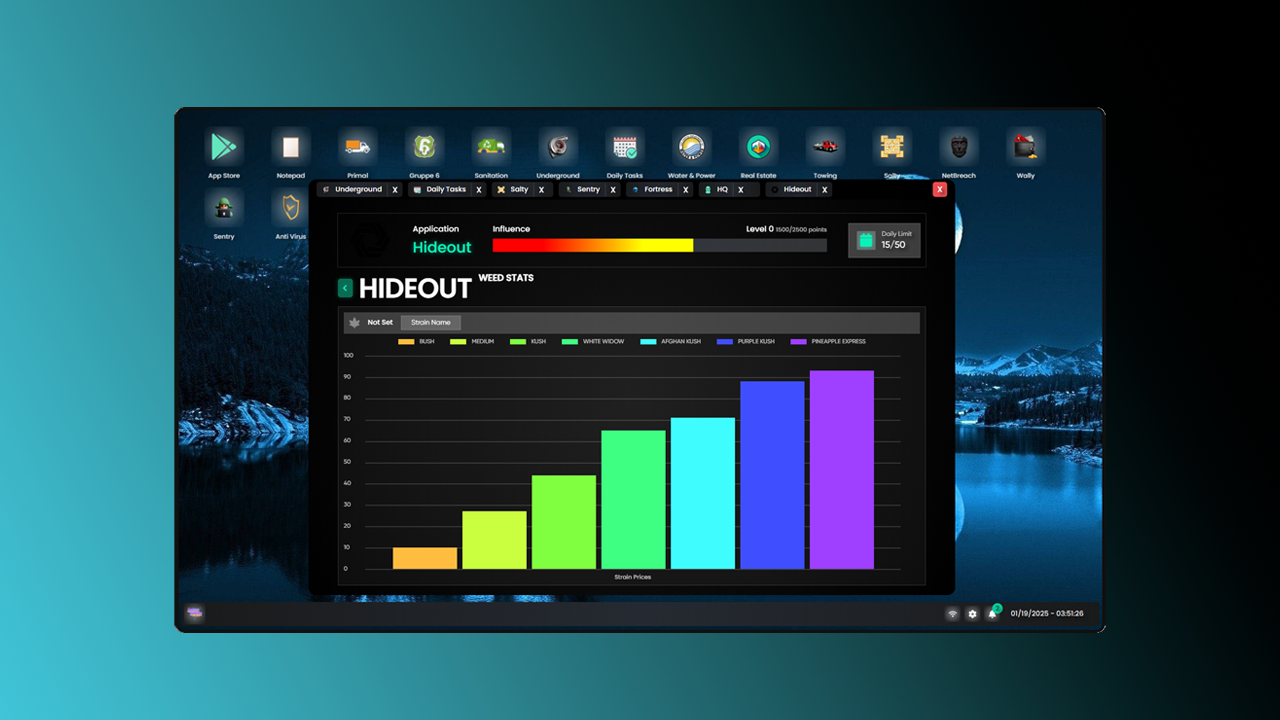 App Store
Notepad
Primal
Gruppe 6
Sanitation
Underground
Daily Tasks
Water & Power
Real Estate
Towing
Salty
NetBreach
Wally
Sentry
Anti Virus
Underground X
Daily Tasks X
Salty X
Sentry X
Fortress X
HQ X
Hideout X
X
Application
Hideout
Influence
Level 0 1500/2500 points
Daily Limit
15/50
< HIDEOUT WEED STATS
Not Set Strain Name
BUSH MEDIUM KUSH WHITE WIDOW AFGHAN KUSH PURPLE KUSH PINEAPPLE EXPRESS
100
90
80
70
60
50
40
30
20
10
0
Strain Prices
01/19/2025 - 03:51:26